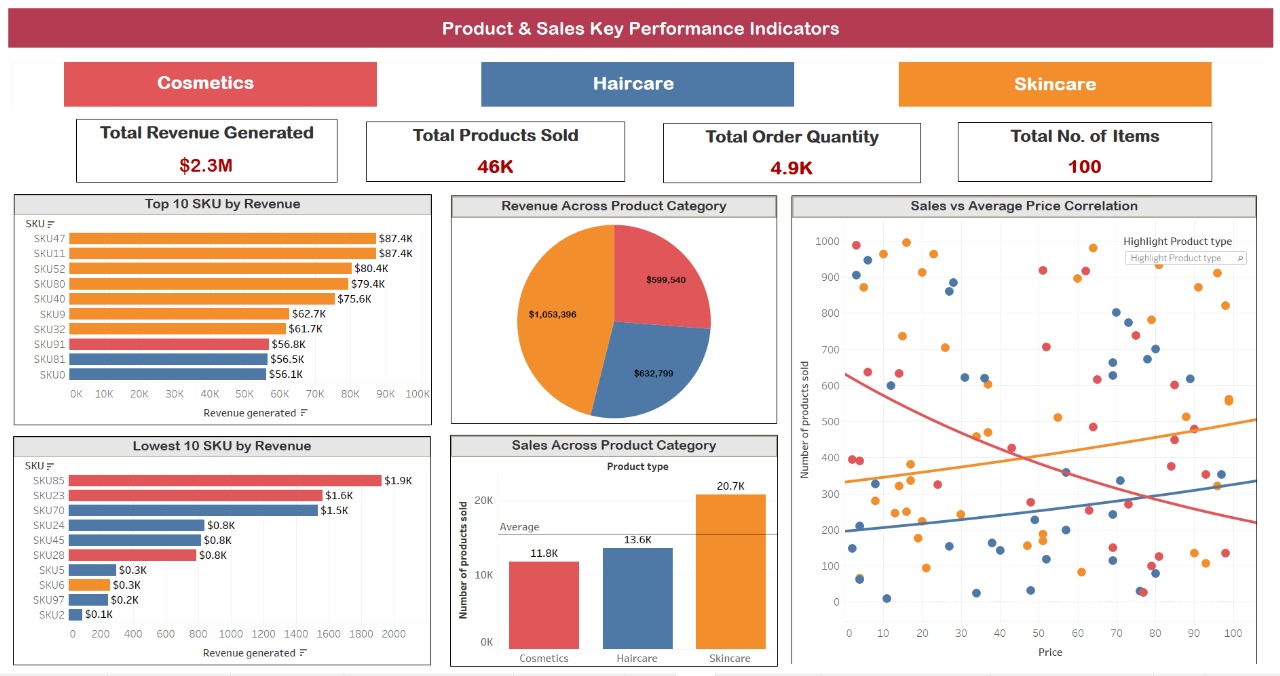 Product & Sales Key Performance Indicators
Cosmetics
Haircare
Skincare
Total Revenue Generated
$2.3M
Total Products Sold
46K
Total Order Quantity
4.9K
Total No. of Items
100
Top 10 SKU by Revenue
SKU
SKU47 $87.4K
SKU11 $87.4K
SKU52 $80.4K
SKU80 $79.4K
SKU40 $75.6K
SKU9 $62.7K
SKU32 $61.7K
SKU91 $56.8K
SKU81 $56.5K
SKU0 $56.1K
0K 10K 20K 30K 40K 50K 60K 70K 80K 90K 100K
Revenue generated
Revenue Across Product Category
$599,540
$1,053,396
$632,799
Sales vs Average Price Correlation
Highlight Product type
Highlight Product type
1000
900
800
700
600
500
400
300
200
100
0
Number of products sold
0 10 20 30 40 50 60 70 80 90 100
Price
Lowest 10 SKU by Revenue
SKU
SKU85 $1.9K
SKU23 $1.6K
SKU70 $1.5K
SKU24 $0.8K
SKU45 $0.8K
SKU28 $0.8K
SKU5 $0.3K
SKU6 $0.3K
SKU97 $0.2K
SKU2 $0.1K
0 200 400 600 800 1000 1200 1400 1600 1800 2000
Revenue generated
Sales Across Product Category
Product type
20K
10K
0K
Number of products sold
Average
11.8K
13.6K
20.7K
Cosmetics Haircare Skincare